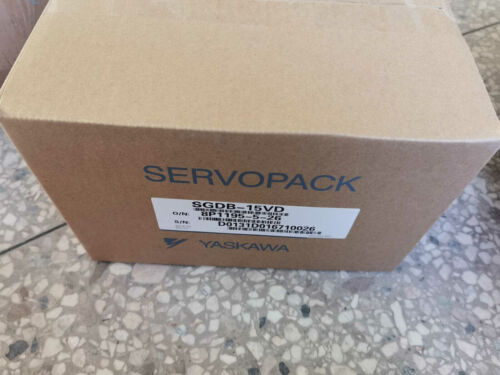 SERVOPACK
SGDB-15VD
O/N: 8P1195-5-26
S/N: D0131D016710026
YASKAWA